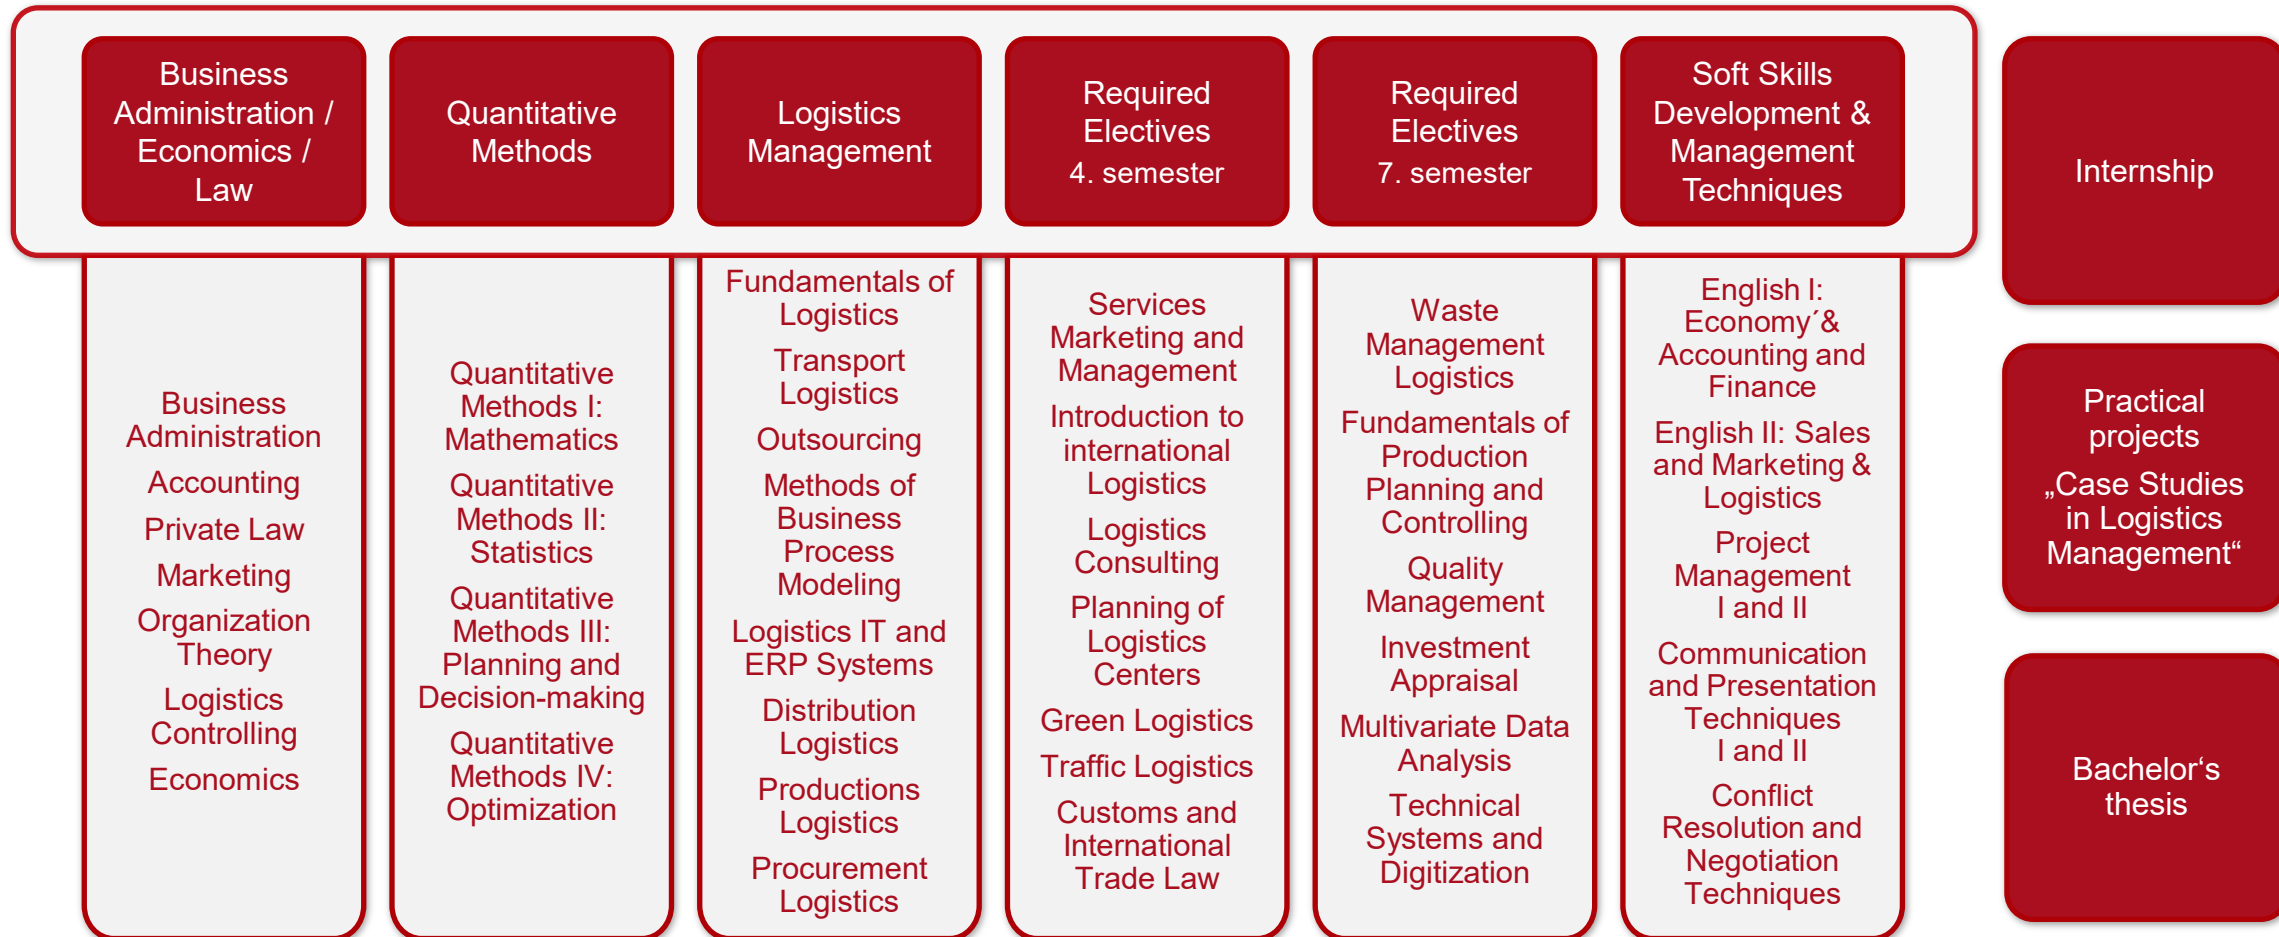 Business
Administration /
Economics /
Law
Quantitative
Methods
Logistics
Management
Required
Electives
4. semester
Required
Electives
7. semester
Soft Skills
Development &
Management
Techniques
Business
Administration
Accounting
Private Law
Marketing
Organization
Theory
Logistics
Controlling
Economics
Quantitative
Methods I:
Mathematics
Quantitative
Methods II:
Statistics
Quantitative
Methods III:
Planning and
Decision-making
Quantitative
Methods IV:
Optimization
Fundamentals of
Logistics
Transport
Logistics
Outsourcing
Methods of
Business
Process
Modeling
Logistics IT and
ERP Systems
Distribution
Logistics
Productions
Logistics
Procurement
Logistics
Services
Marketing and
Management
Introduction to
international
Logistics
Logistics
Consulting
Planning of
Logistics
Centers
Green Logistics
Traffic Logistics
Customs and
International
Trade Law
Waste
Management
Logistics
Fundamentals of
Production
Planning and
Controlling
Quality
Management
Investment
Appraisal
Multivariate Data
Analysis
Technical
Systems and
Digitization
English I:
Economy´&
Accounting and
Finance
English II: Sales
and Marketing &
Logistics
Project
Management
I and II
Communication
and Presentation
Techniques
I and II
Conflict
Resolution and
Negotiation
Techniques
Internship
Practical
projects
„Case Studies
in Logistics
Management“
Bachelor‘s
thesis